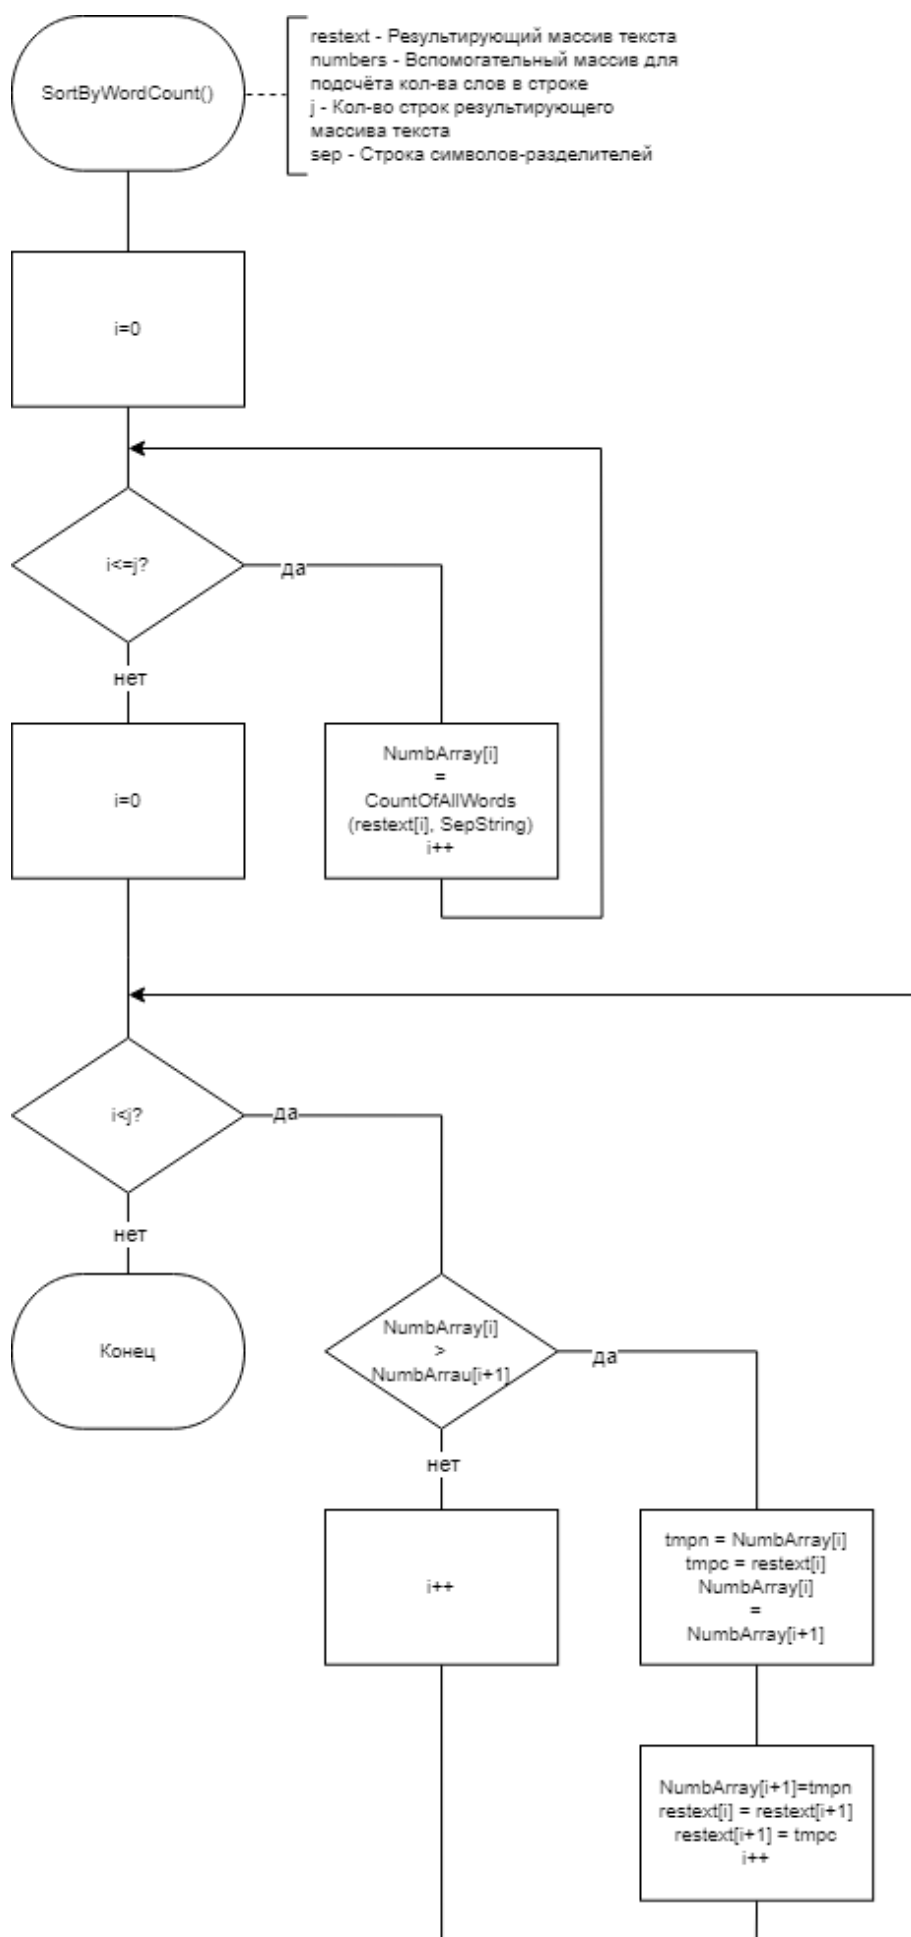 SortByWordCount()
restext - Результирующий массив текста
numbers - Вспомогательный массив для
подсчёта кол-ва слов в строке
j - Кол-во строк результирующего
массива текста
sep - Строка символов-разделителей
i=0
i<=j?
да
нет
i=0
NumbArray[i]
=
CountOfAllWords
(restext[i], SepString)
i++
i<j?
да
нет
Конец
NumbArray[i]
>
NumbArrau[i+1]
да
нет
i++
tmpn = NumbArray[i]
tmpc = restext[i]
NumbArray[i]
=
NumbArray[i+1]
NumbArray[i+1]=tmpn
restext[i] = restext[i+1]
restext[i+1] = tmpc
i++